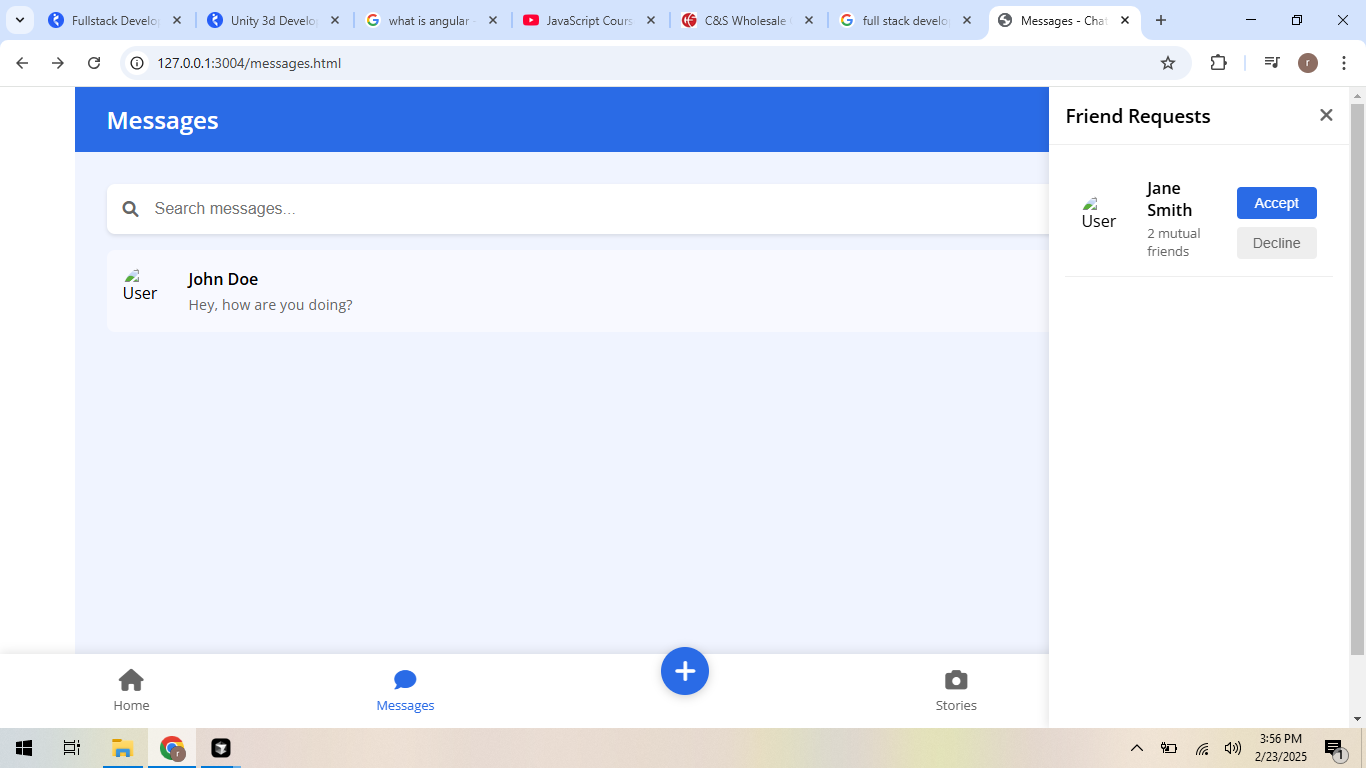 Fullstack Develo
Unity 3d Develo
what is angular -
JavaScript Cours
C&S Wholesale
full stack develo
Messages - Chat
127.0.0.1:3004/messages.html
r
Messages
Friend Requests
Search messages...
Jane
Smith
User
2 mutual
friends
Accept
Decline
User
John Doe
Hey, how are you doing?
Home
Messages
Stories
r
3:56 PM
2/23/2025
1